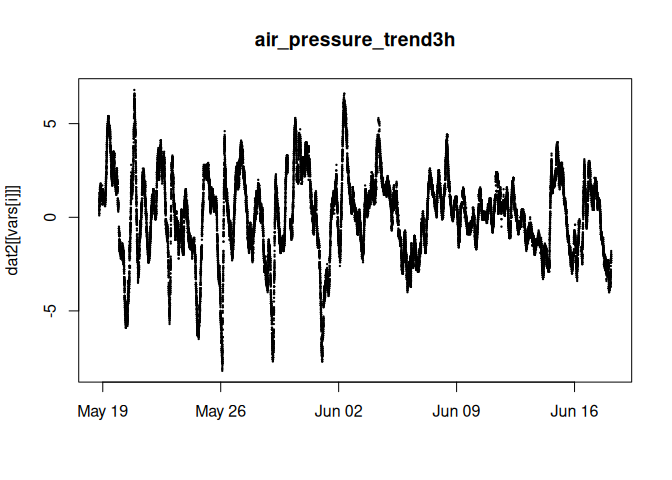 air_pressure_trend3h
dat2[[vars[i]]]
5
0
-5
May 19 May 26 Jun 02 Jun 09 Jun 16